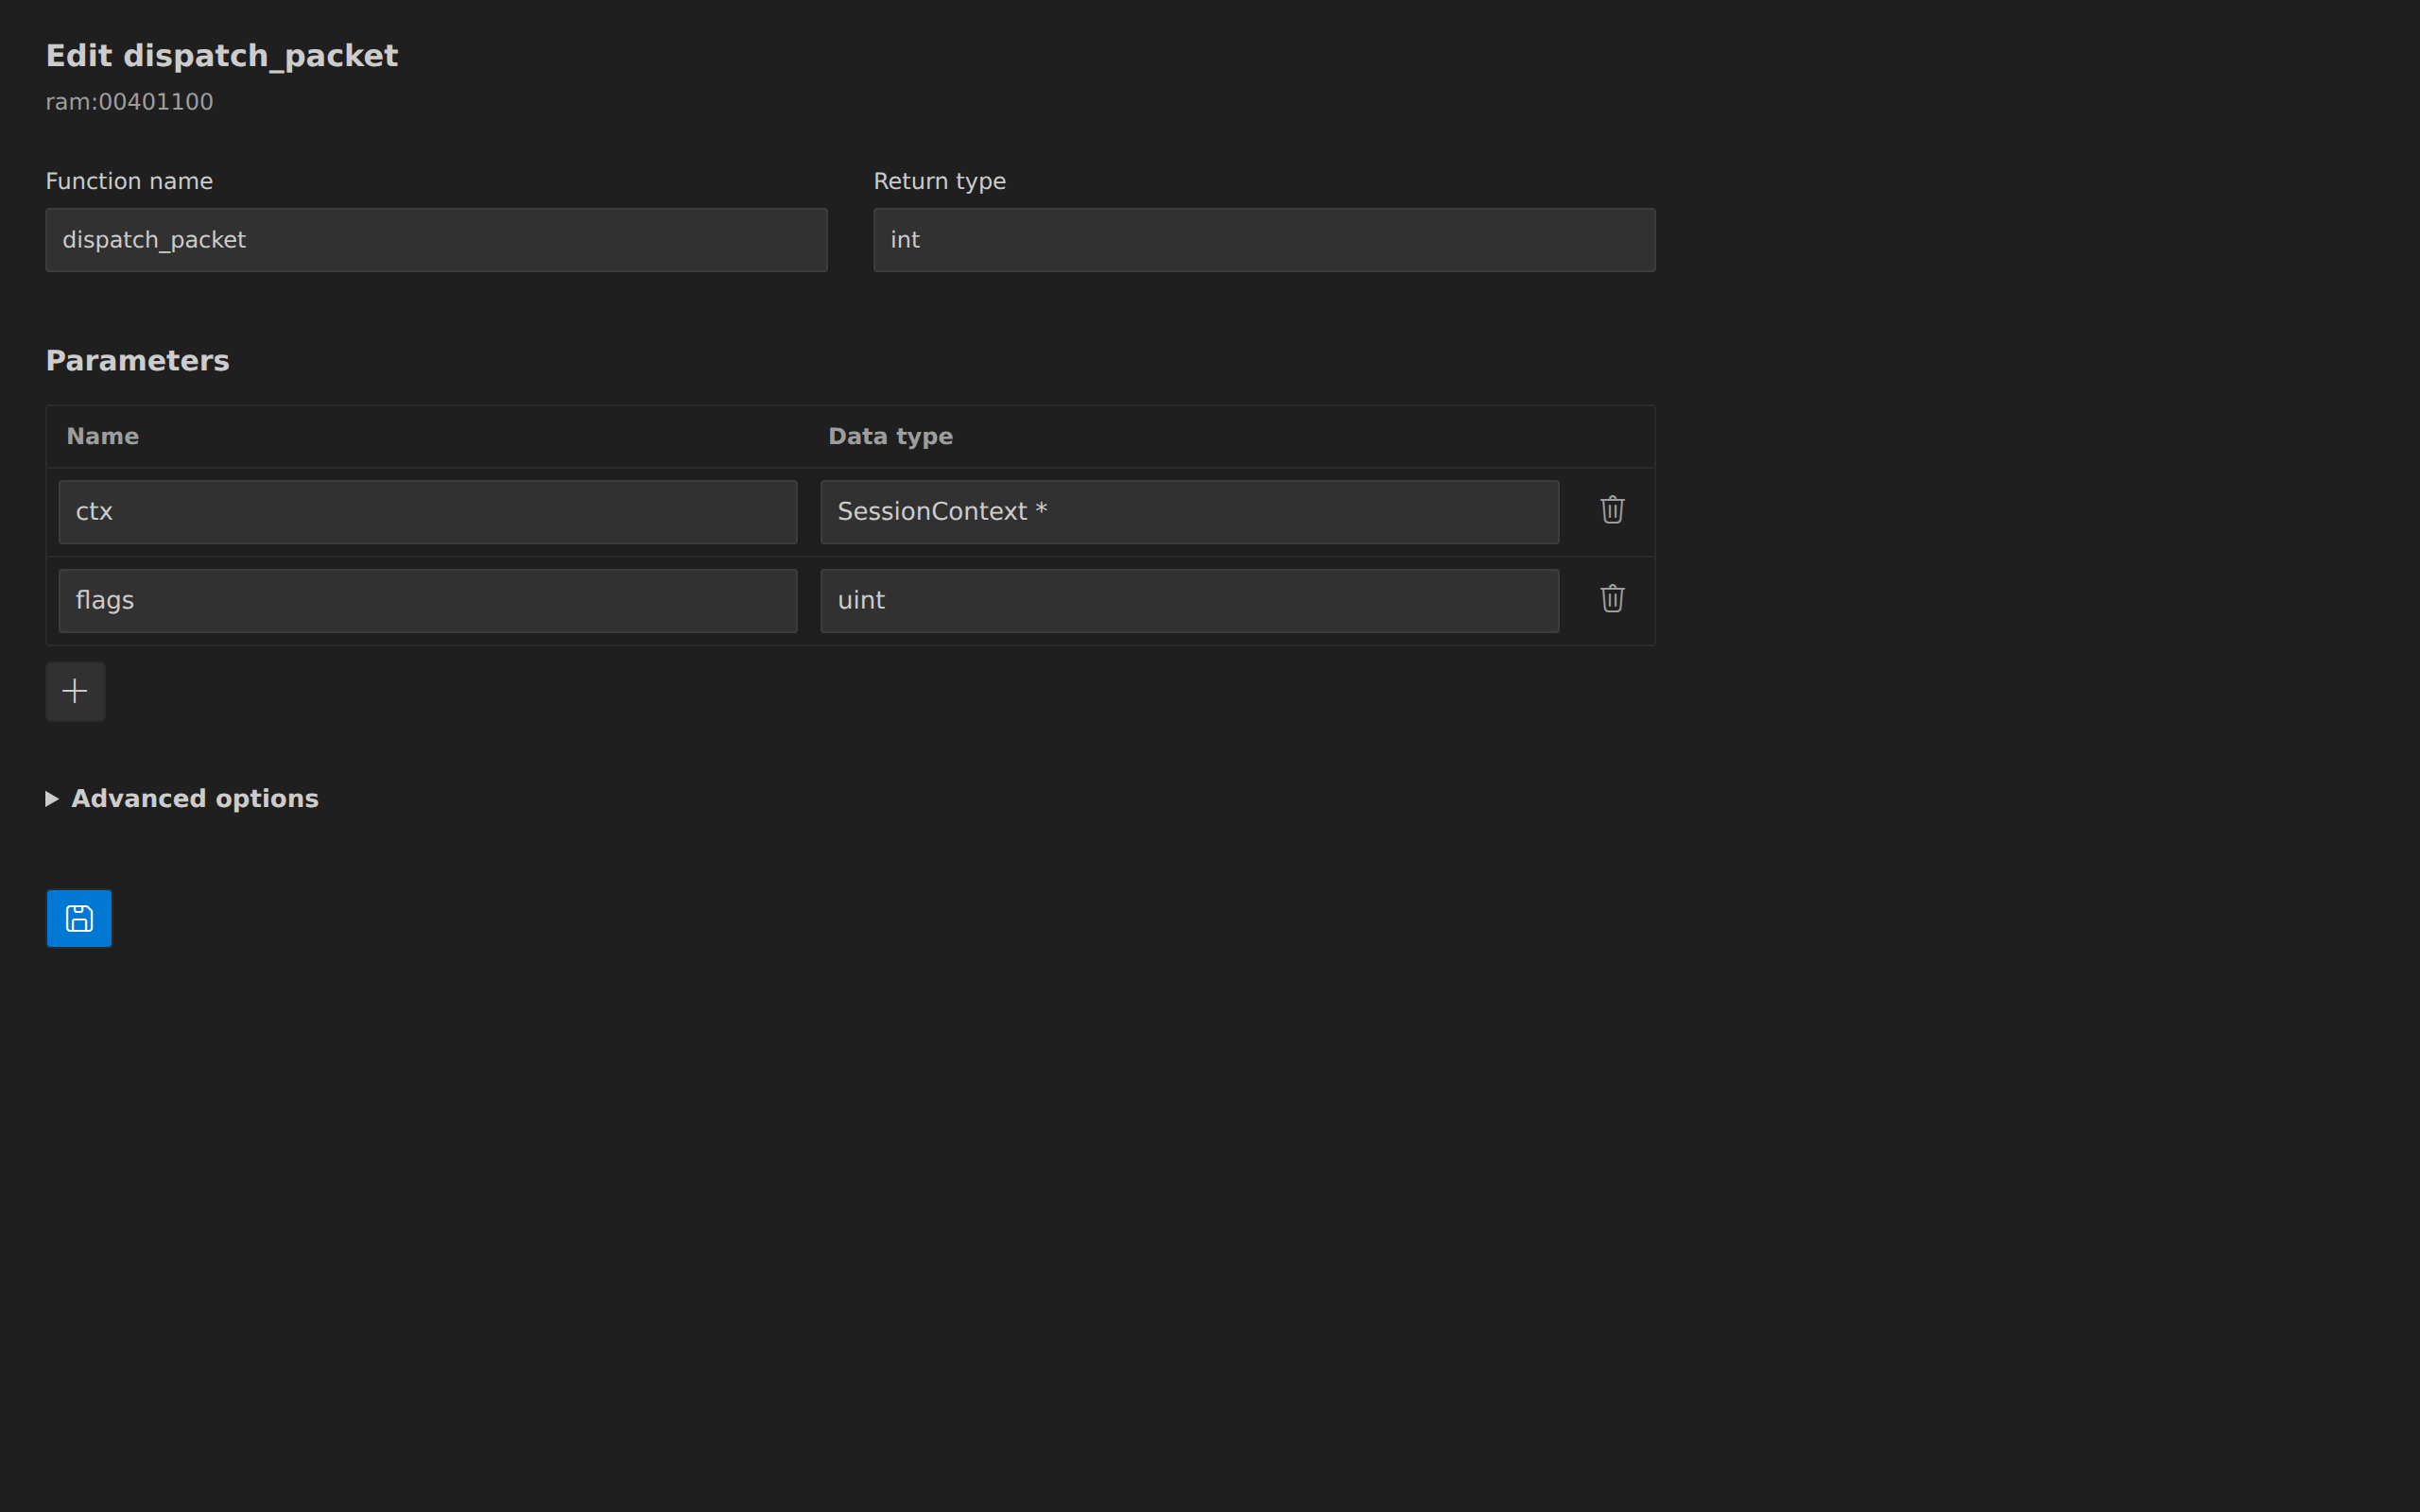 Edit dispatch_packet
ram:00401100
Function name
Return type
dispatch_packet
int
Parameters
Name
Data type
ctx
SessionContext *
flags
uint
Advanced options